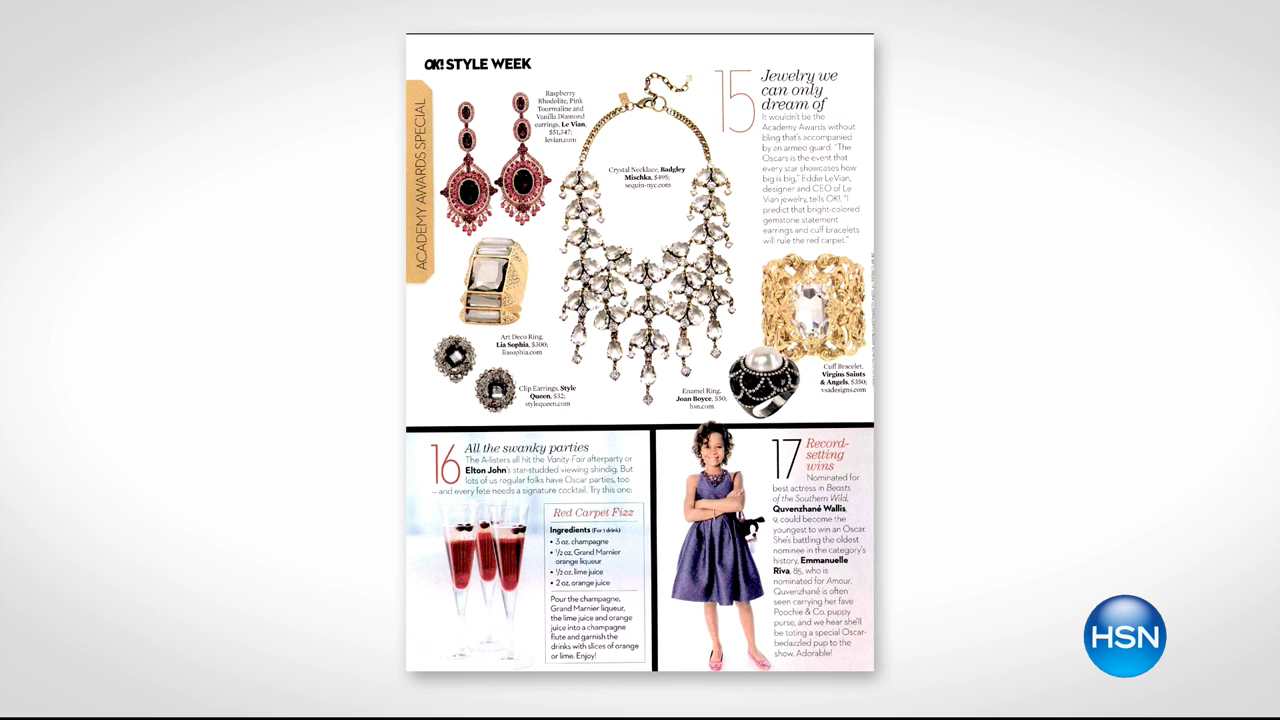 OK! STYLE WEEK
ACADEMY AWARDS SPECIAL
Raspberry
Rhodolite, Pink
Tourmaline and
Vanilla Diamond
earrings, Le Vian,
$51,347;
levian.com
Crystal Necklace, Badgley
Mischka, $495;
sequin-nyc.com
15
Jewelry we
can only
dream of
It wouldn't be the
Academy Awards without
bling that's accompanied
by an armed guard. "The
Oscars is the event that
every star showcases how
big is big," Eddie LeVian,
designer and CEO of Le
Vian jewelry, tells OK!. "I
predict that bright-colored
gemstone statement
earrings and cuff bracelets
will rule the red carpet."
Art Deco Ring,
Lia Sophia, $300;
liasophia.com
Clip Earrings, Style
Queen, $32;
stylequeen.com
Enamel Ring,
Joan Boyce, $50;
hsn.com
Cuff Bracelet,
Virgins Saints
& Angels, $350;
vsadesigns.com
16
All the swanky parties
The A-listers all hit the Vanity Fair afterparty or
Elton John's star-studded viewing shindig. But
lots of us regular folks have Oscar parties, too
— and every fete needs a signature cocktail. Try this one:
Red Carpet Fizz
Ingredients (For 1 drink)
• 3 oz. champagne
• ½ oz. Grand Marnier
orange liqueur
• ½ oz. lime juice
• 2 oz. orange juice
Pour the champagne,
Grand Marnier liqueur,
the lime juice and orange
juice into a champagne
flute and garnish the
drinks with slices of orange
or lime. Enjoy!
17
Record-
setting
wins
Nominated for
best actress in Beasts
of the Southern Wild,
Quvenzhané Wallis,
9, could become the
youngest to win an Oscar.
She's battling the oldest
nominee in the category's
history, Emmanuelle
Riva, 85, who is
nominated for Amour.
Quvenzhané is often
seen carrying her fave
Poochie & Co. puppy
purse, and we hear she'll
be toting a special Oscar-
bedazzled pup to the
show. Adorable!
HSN